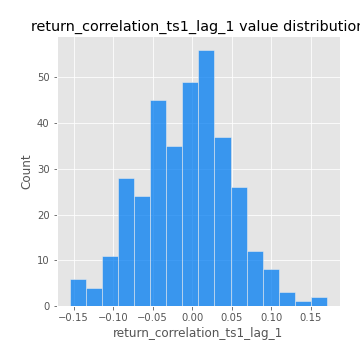 return_correlation_ts1_lag_1 value distribution
50
40
30
20
10
0
Count
−0.15 −0.10 −0.05 0.00 0.05 0.10 0.15
return_correlation_ts1_lag_1